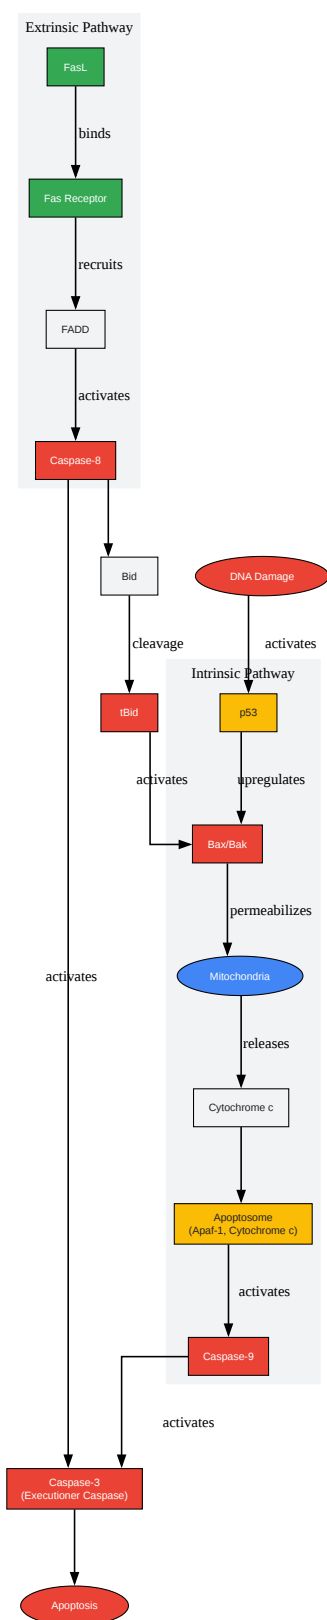 Extrinsic Pathway
FasL
binds
Fas Receptor
recruits
FADD
activates
Caspase-8
Bid
DNA Damage
cleavage
activates
Intrinsic Pathway
tBid
p53
activates
upregulates
Bax/Bak
permeabilizes
activates
Mitochondria
releases
Cytochrome c
Apoptosome
(Apaf-1, Cytochrome c)
activates
Caspase-9
activates
Caspase-3
(Executioner Caspase)
Apoptosis